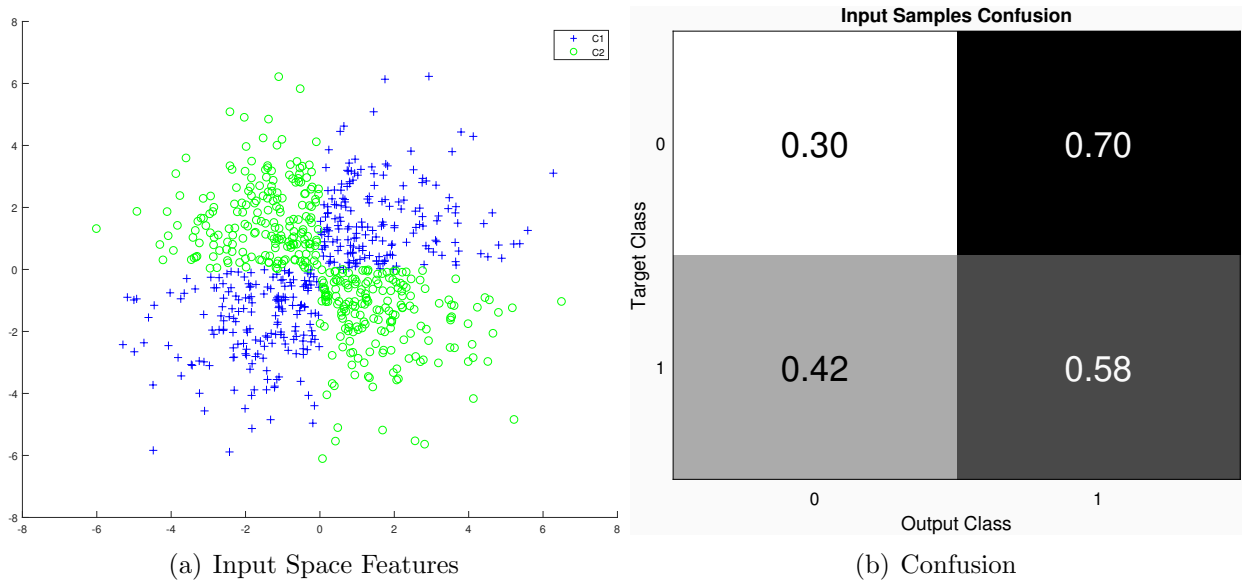 8
6
4
2
0
-2
-4
-6
-8
-8 -6 -4 -2 0 2 4 6 8
C1
C2
(a) Input Space Features
Input Samples Confusion
Target Class
0
0.30 0.70
1
0.42 0.58
0 1
Output Class
(b) Confusion